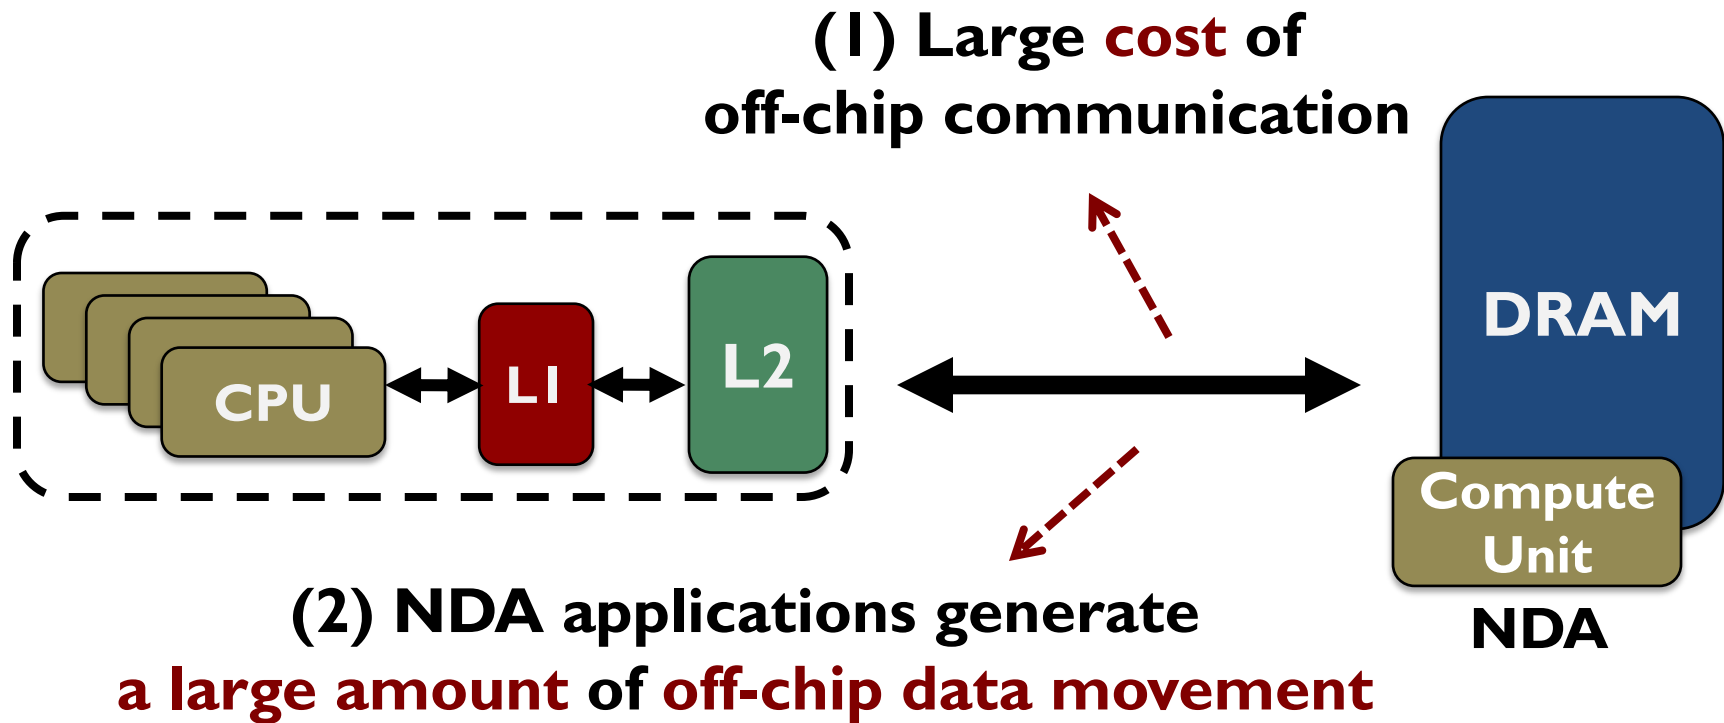 (1) Large cost of
off-chip communication
DRAM
CPU
L1
L2
Compute
Unit
NDA
(2) NDA applications generate
a large amount of off-chip data movement